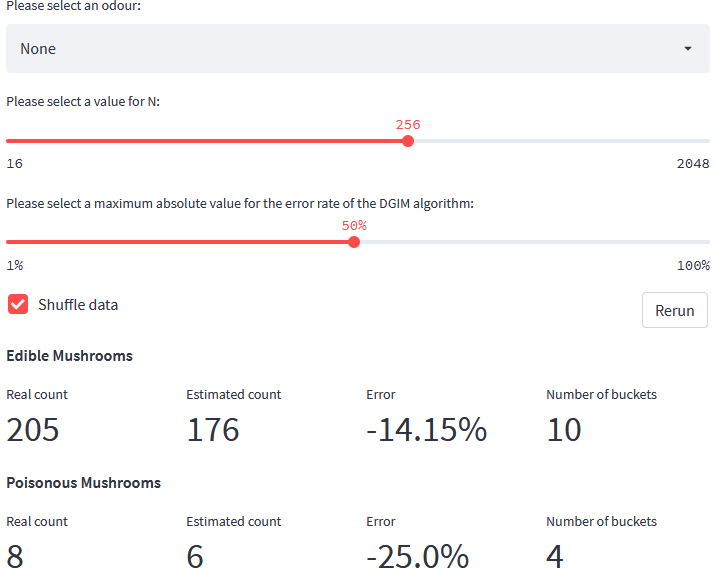 Please select an odour:
None
Please select a value for N:
256
16 2048
Please select a maximum absolute value for the error rate of the DGIM algorithm:
50%
1% 100%
Shuffle data Rerun
Edible Mushrooms
Real count Estimated count Error Number of buckets
205 176 -14.15% 10
Poisonous Mushrooms
Real count Estimated count Error Number of buckets
8 6 -25.0% 4